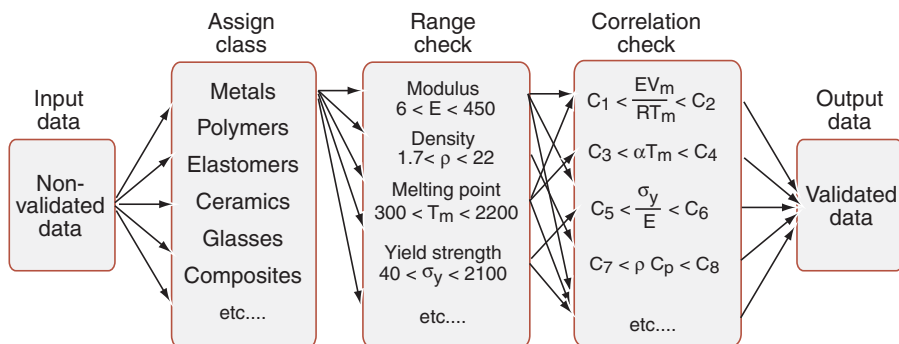 Input
data
Non-
validated
data
Assign
class
Metals
Polymers
Elastomers
Ceramics
Glasses
Composites
etc....
Range
check
Modulus
6 < E < 450
Density
1.7< ρ < 22
Melting point
300 < Tm < 2200
Yield strength
40 < σy < 2100
etc....
Correlation
check
C1 < EVm/RTm < C2
C3 < αTm < C4
C5 < σy/E < C6
C7 < ρ Cp < C8
etc....
Output
data
Validated
data